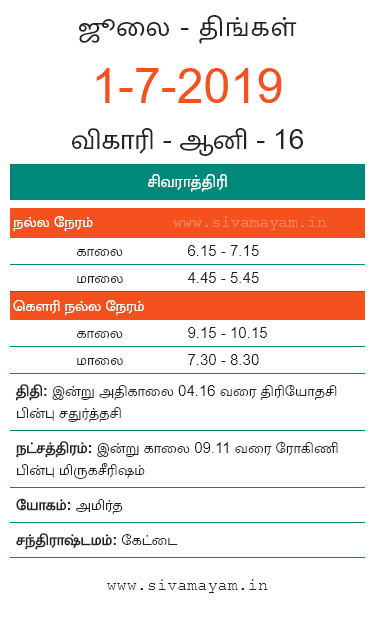 ஜூலை - திங்கள்
1-7-2019
விகாரி - ஆனி - 16
சிவராத்திரி
நல்ல நேரம் www.sivamayam.in
காலை 6.15 - 7.15
மாலை 4.45 - 5.45
கௌரி நல்ல நேரம்
காலை 9.15 - 10.15
மாலை 7.30 - 8.30
திதி: இன்று அதிகாலை 04.16 வரை திரியோதசி
பின்பு சதுர்த்தசி
நட்சத்திரம்: இன்று காலை 09.11 வரை ரோகிணி
பின்பு மிருகசீரிஷம்
யோகம்: அமிர்த
சந்திராஷ்டமம்: கேட்டை
www.sivamayam.in